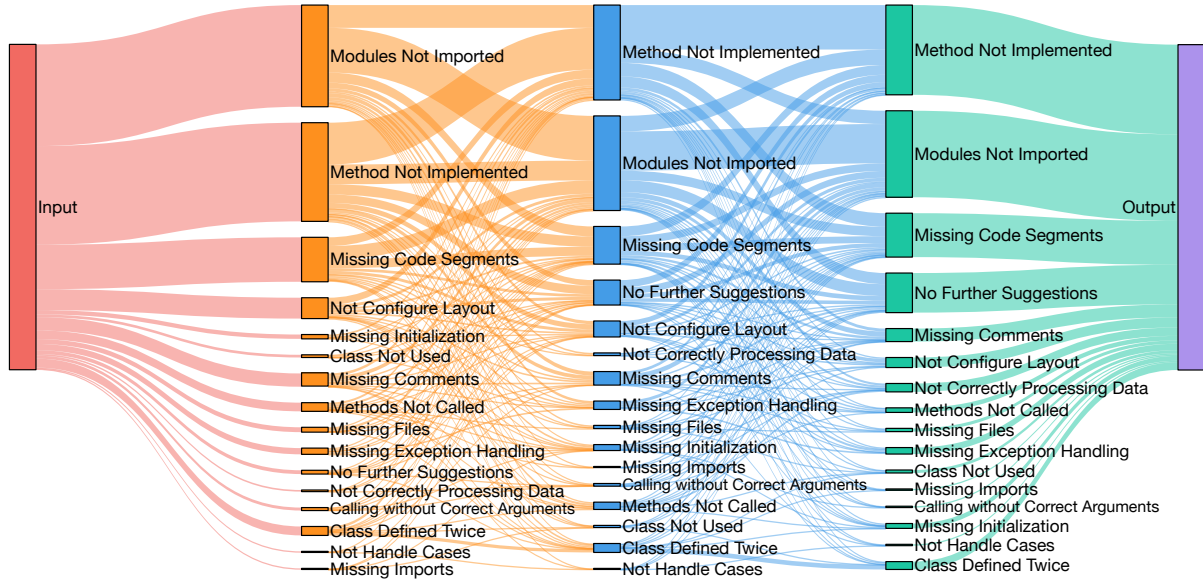 Input
Modules Not Imported
Method Not Implemented
Missing Code Segments
Not Configure Layout
Missing Initialization
Class Not Used
Missing Comments
Methods Not Called
Missing Files
Missing Exception Handling
No Further Suggestions
Not Correctly Processing Data
Calling without Correct Arguments
Class Defined Twice
Not Handle Cases
Missing Imports
Method Not Implemented
Modules Not Imported
Missing Code Segments
No Further Suggestions
Not Configure Layout
Not Correctly Processing Data
Missing Comments
Missing Exception Handling
Missing Files
Missing Initialization
Missing Imports
Calling without Correct Arguments
Methods Not Called
Class Not Used
Class Defined Twice
Not Handle Cases
Method Not Implemented
Modules Not Imported
Missing Code Segments
No Further Suggestions
Missing Comments
Not Configure Layout
Not Correctly Processing Data
Methods Not Called
Missing Files
Missing Exception Handling
Class Not Used
Missing Imports
Calling without Correct Arguments
Missing Initialization
Not Handle Cases
Class Defined Twice
Output